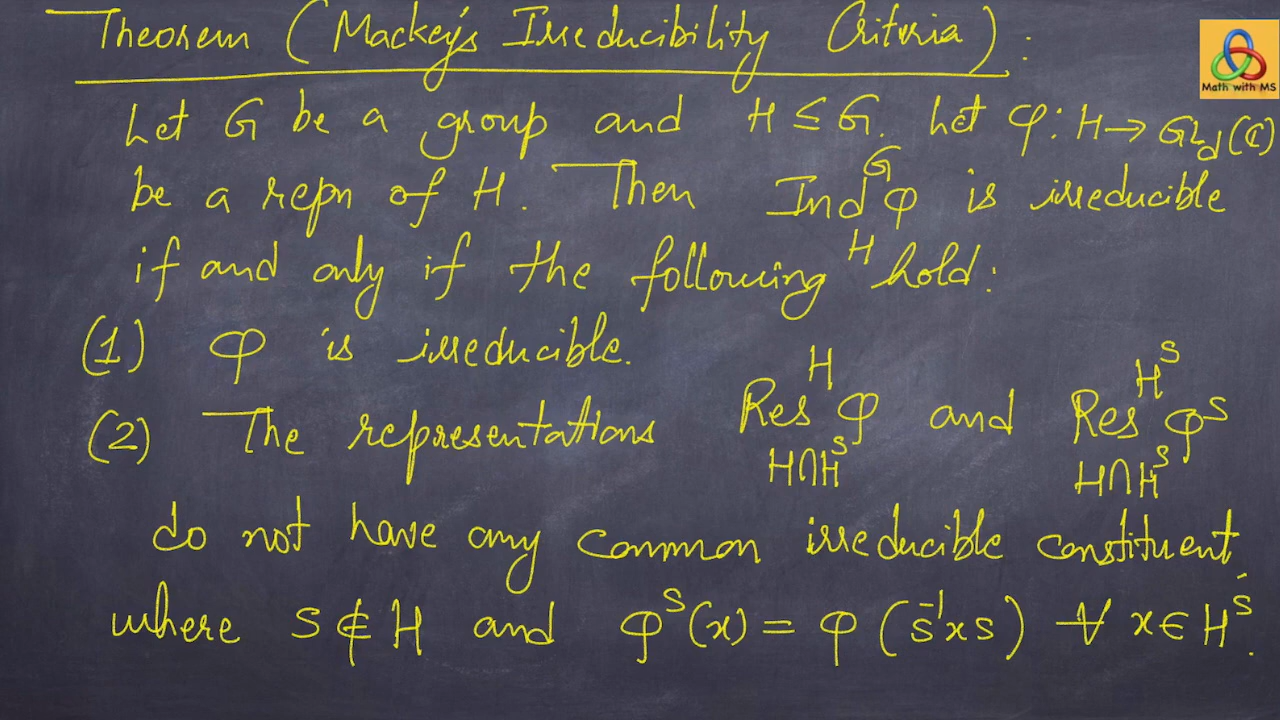 Theorem (Mackey's Irreducibility Criteria) :
Math with MS
Let G be a group and H ≤ G. Let φ: H → GL_d(ℂ)
be a repn of H. Then Ind_H^G φ is irreducible
if and only if the following hold:
(1) φ is irreducible.
(2) The representations Res^H_{H∩H^s} φ and Res^{H^s}_{H∩H^s} φ^s
do not have any common irreducible constituent.
where s ∉ H and φ^s(x) = φ(s^{-1}xs) ∀ x ∈ H^s.